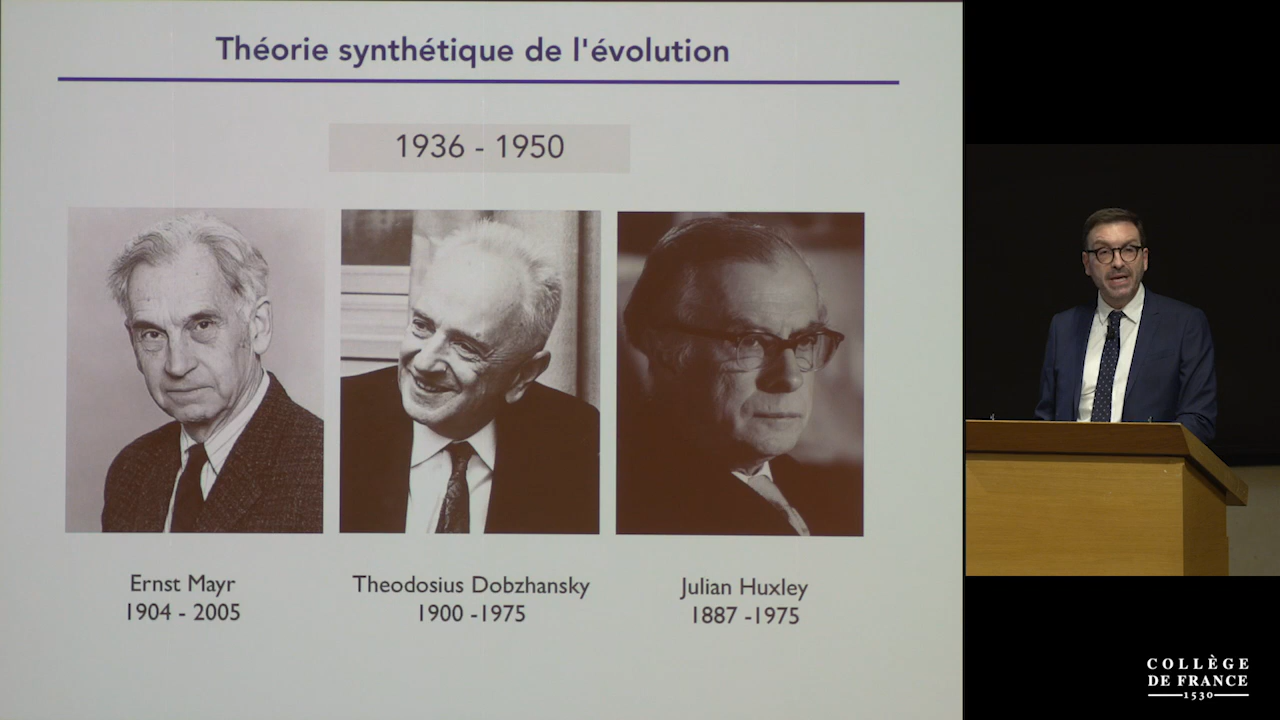 Théorie synthétique de l'évolution
1936 - 1950
Ernst Mayr
1904 - 2005
Theodosius Dobzhansky
1900 -1975
Julian Huxley
1887 -1975
COLLÈGE
DE FRANCE
1530